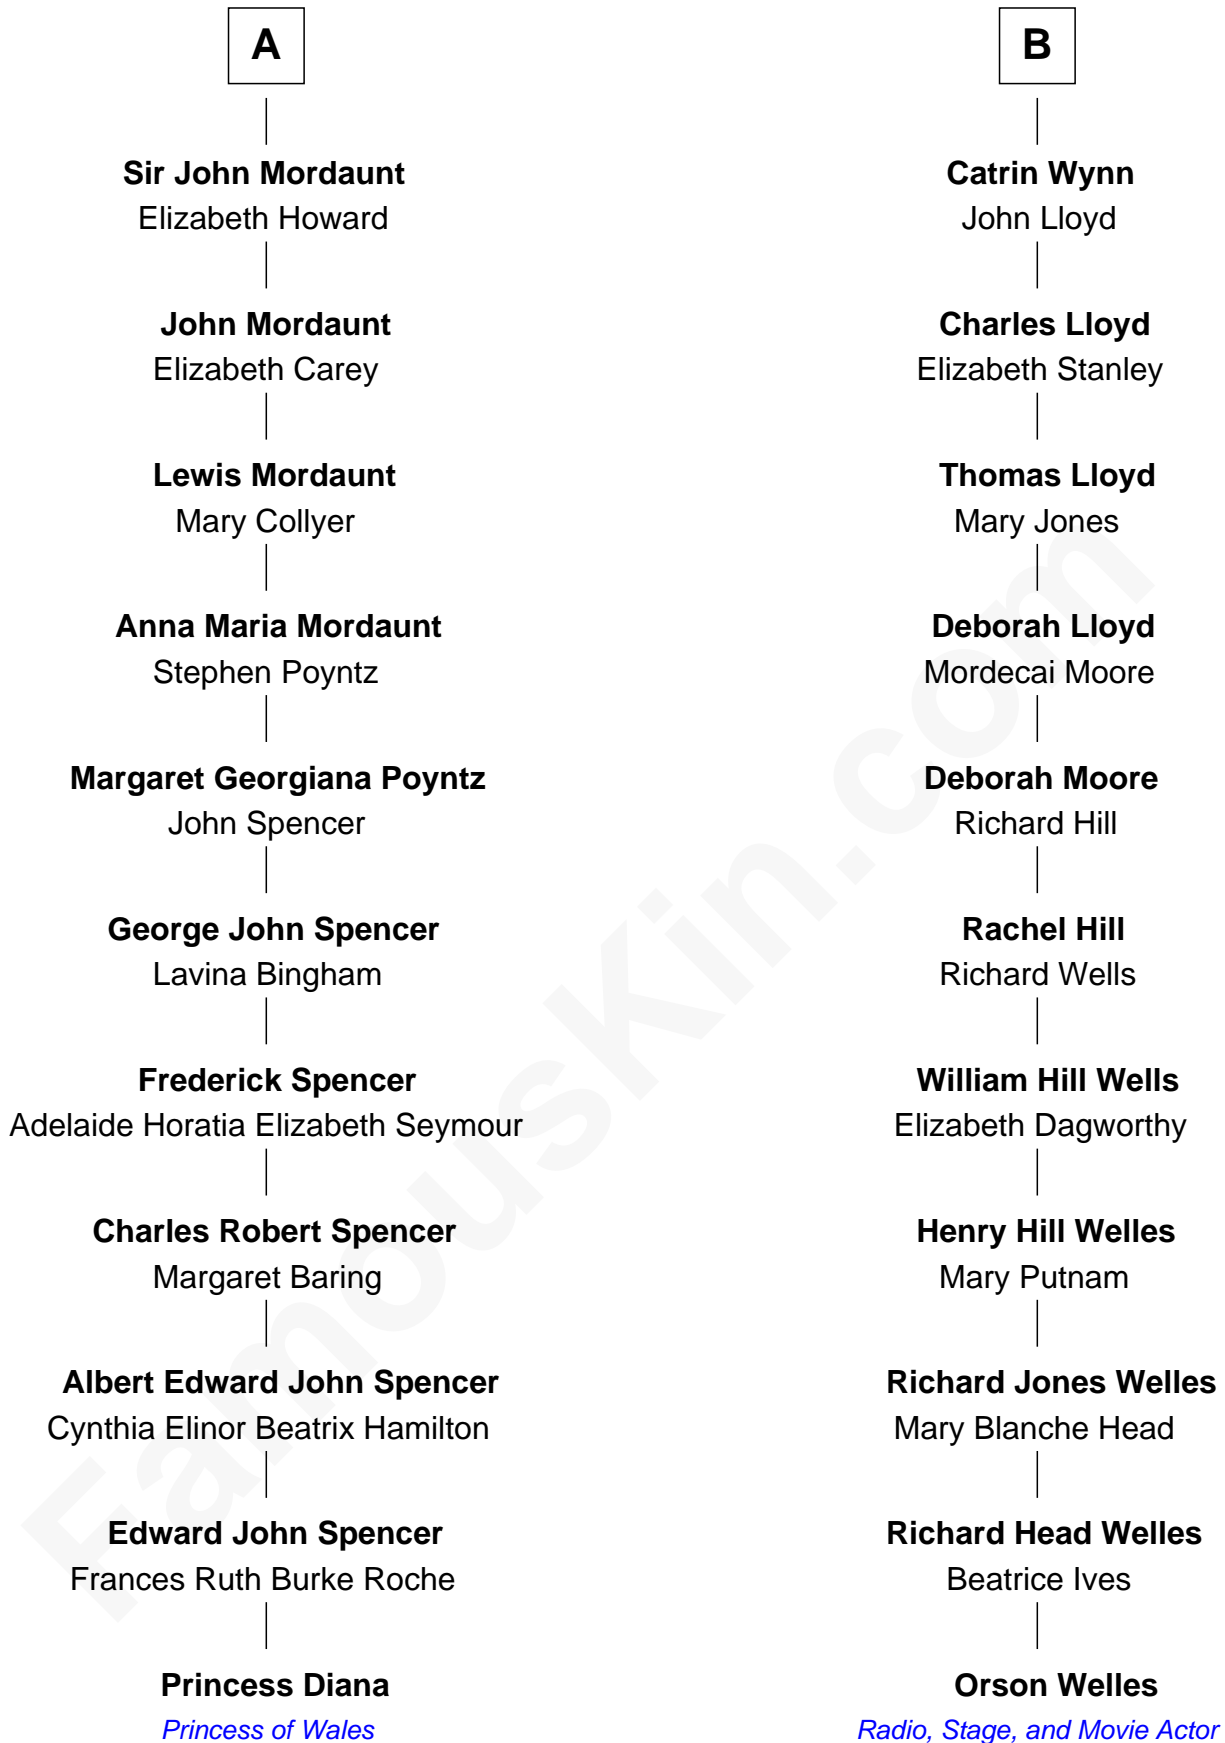 A
Sir John Mordaunt
Elizabeth Howard
John Mordaunt
Elizabeth Carey
Lewis Mordaunt
Mary Collyer
Anna Maria Mordaunt
Stephen Poyntz
Margaret Georgiana Poyntz
John Spencer
George John Spencer
Lavina Bingham
Frederick Spencer
Adelaide Horatia Elizabeth Seymour
Charles Robert Spencer
Margaret Baring
Albert Edward John Spencer
Cynthia Elinor Beatrix Hamilton
Edward John Spencer
Frances Ruth Burke Roche
Princess Diana
Princess of Wales
B
Catrin Wynn
John Lloyd
Charles Lloyd
Elizabeth Stanley
Thomas Lloyd
Mary Jones
Deborah Lloyd
Mordecai Moore
Deborah Moore
Richard Hill
Rachel Hill
Richard Wells
William Hill Wells
Elizabeth Dagworthy
Henry Hill Welles
Mary Putnam
Richard Jones Welles
Mary Blanche Head
Richard Head Welles
Beatrice Ives
Orson Welles
Radio, Stage, and Movie Actor
FamousKin.com